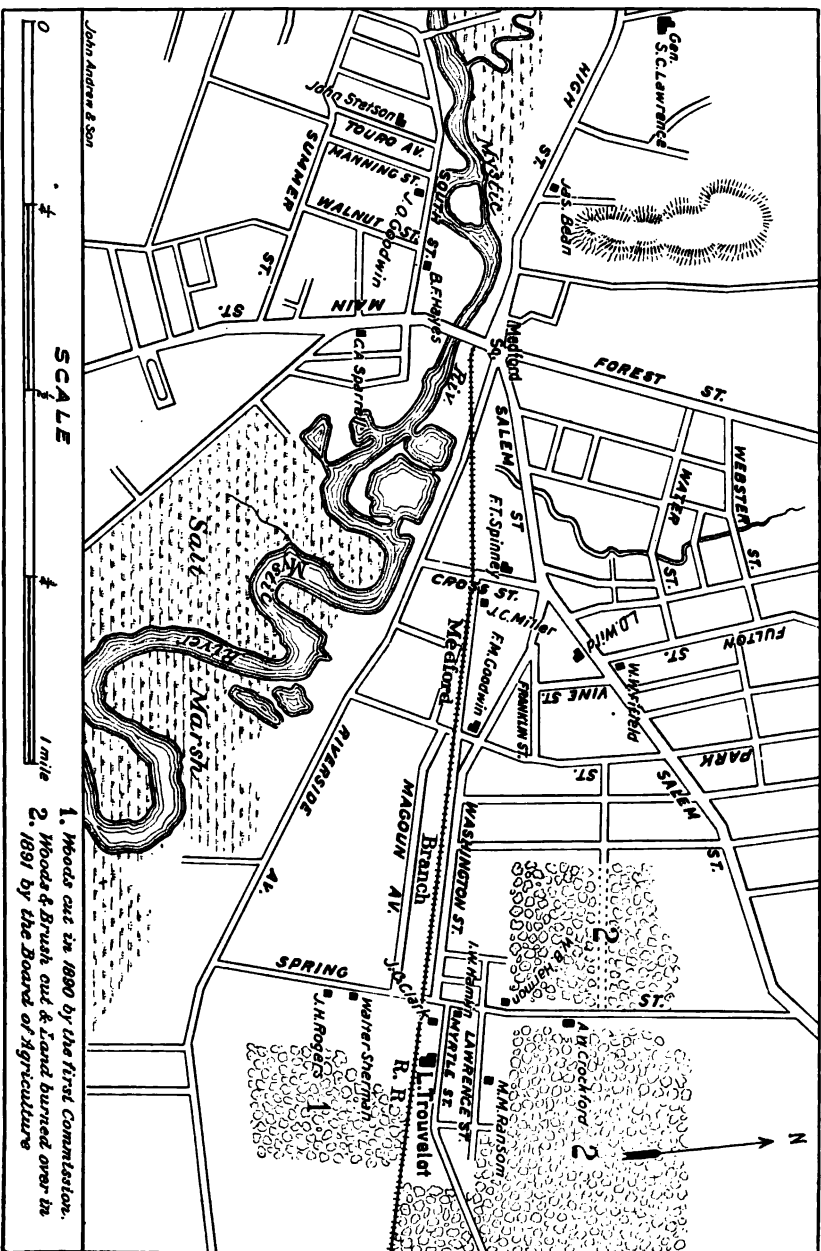 Gen.
S.C. Lawrence
HIGH ST.
Jas. Bean
N
John Stetson
TOURO AV.
MANNING ST.
J.O. Goodwin
WALNUT ST.
SOUTH ST.
B.F. Hayes
SUMMER ST.
MAIN ST.
C.A. Sparre
Mystic
Riv.
Medford
Sq.
FOREST ST.
SALEM ST
WEBSTER ST.
WATER ST.
F.T. Spinney
CROSS ST.
J.C. Miller
L.D. Wild
FULTON ST.
W.W. Fifield
VINE ST.
FRANKLIN ST.
F.M. Goodwin
PARK ST.
SALEM ST.
Medford
Branch
R. R
WASHINGTON ST.
MAGOUN AV.
RIVERSIDE AV.
Salt
Marsh
Mystic
River
SPRING ST.
2
W.B. Harmon
I.W. Hamlin
LAWRENCE ST.
MYRTLE ST.
J.O. Clark
L. Trouvelot
M.M. Ransom
A.W. Crockford
2
Walter Sherman
J.H. Rogers
1
John Andrew & Son
SCALE
0
¼
½
¾
1 mile
1. Woods cut in 1890 by the first Commission.
2. Woods & Brush cut & Land burned over in
1891 by the Board of Agriculture